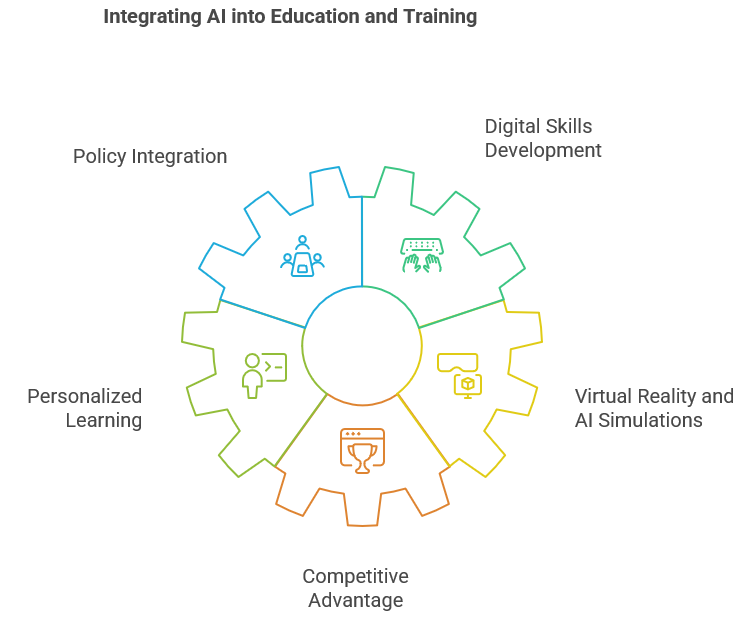 Integrating AI into Education and Training
Digital Skills
Development
Policy Integration
Personalized
Learning
Virtual Reality and
AI Simulations
Competitive
Advantage